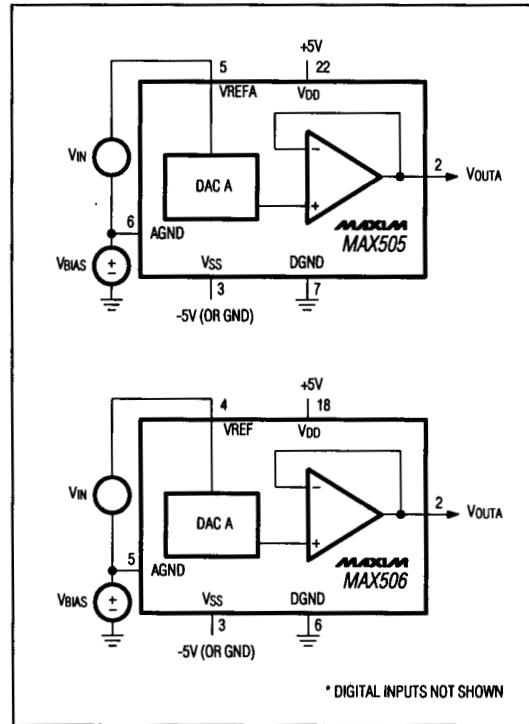 +5V
5 22
VREFA VDD
VIN
DAC A
-
+
2 VOUTA
6
AGND
MAXIM
MAX505
VBIAS
+
-
VSS DGND
3 7
-5V (OR GND)
+5V
4 18
VREF VDD
VIN
DAC A
-
+
2 VOUTA
5
AGND
MAXIM
MAX506
VBIAS
+
-
VSS DGND
3 6
-5V (OR GND)
* DIGITAL INPUTS NOT SHOWN